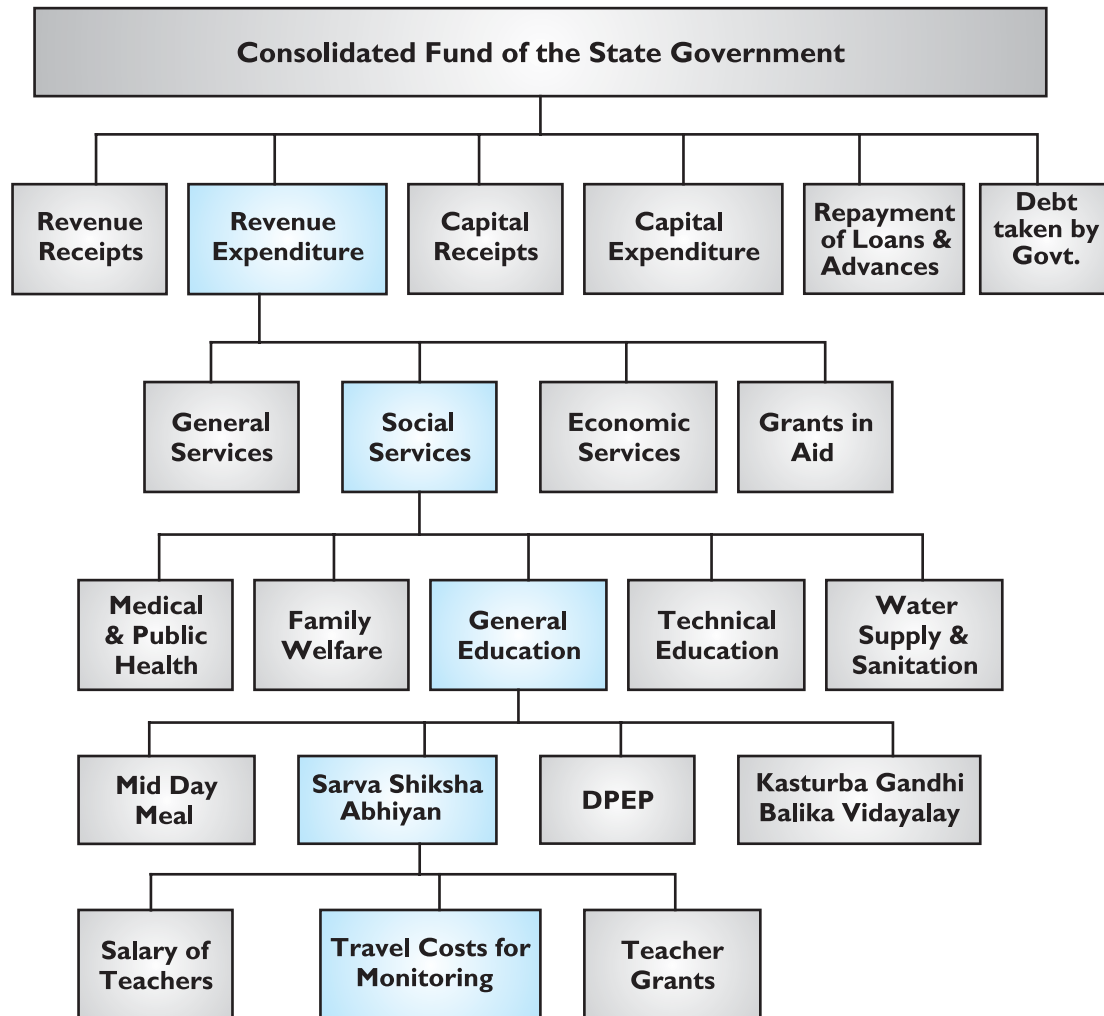 Consolidated Fund of the State Government
Revenue
Receipts
Revenue
Expenditure
Capital
Receipts
Capital
Expenditure
Repayment
of Loans &
Advances
Debt
taken by
Govt.
General
Services
Social
Services
Economic
Services
Grants in
Aid
Medical
& Public
Health
Family
Welfare
General
Education
Technical
Education
Water
Supply &
Sanitation
Mid Day
Meal
Sarva Shiksha
Abhiyan
DPEP
Kasturba Gandhi
Balika Vidayalay
Salary of
Teachers
Travel Costs for
Monitoring
Teacher
Grants